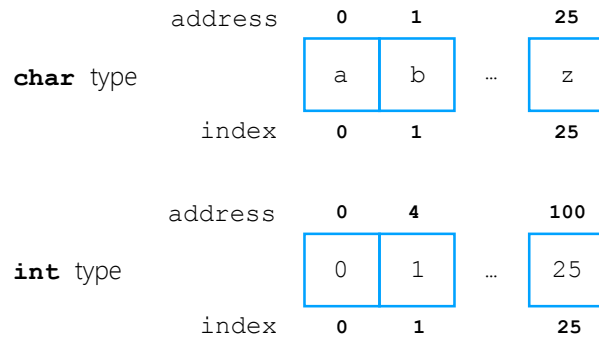 address 0 1 25
char type a b … z
index 0 1 25
address 0 4 100
int type 0 1 … 25
index 0 1 25